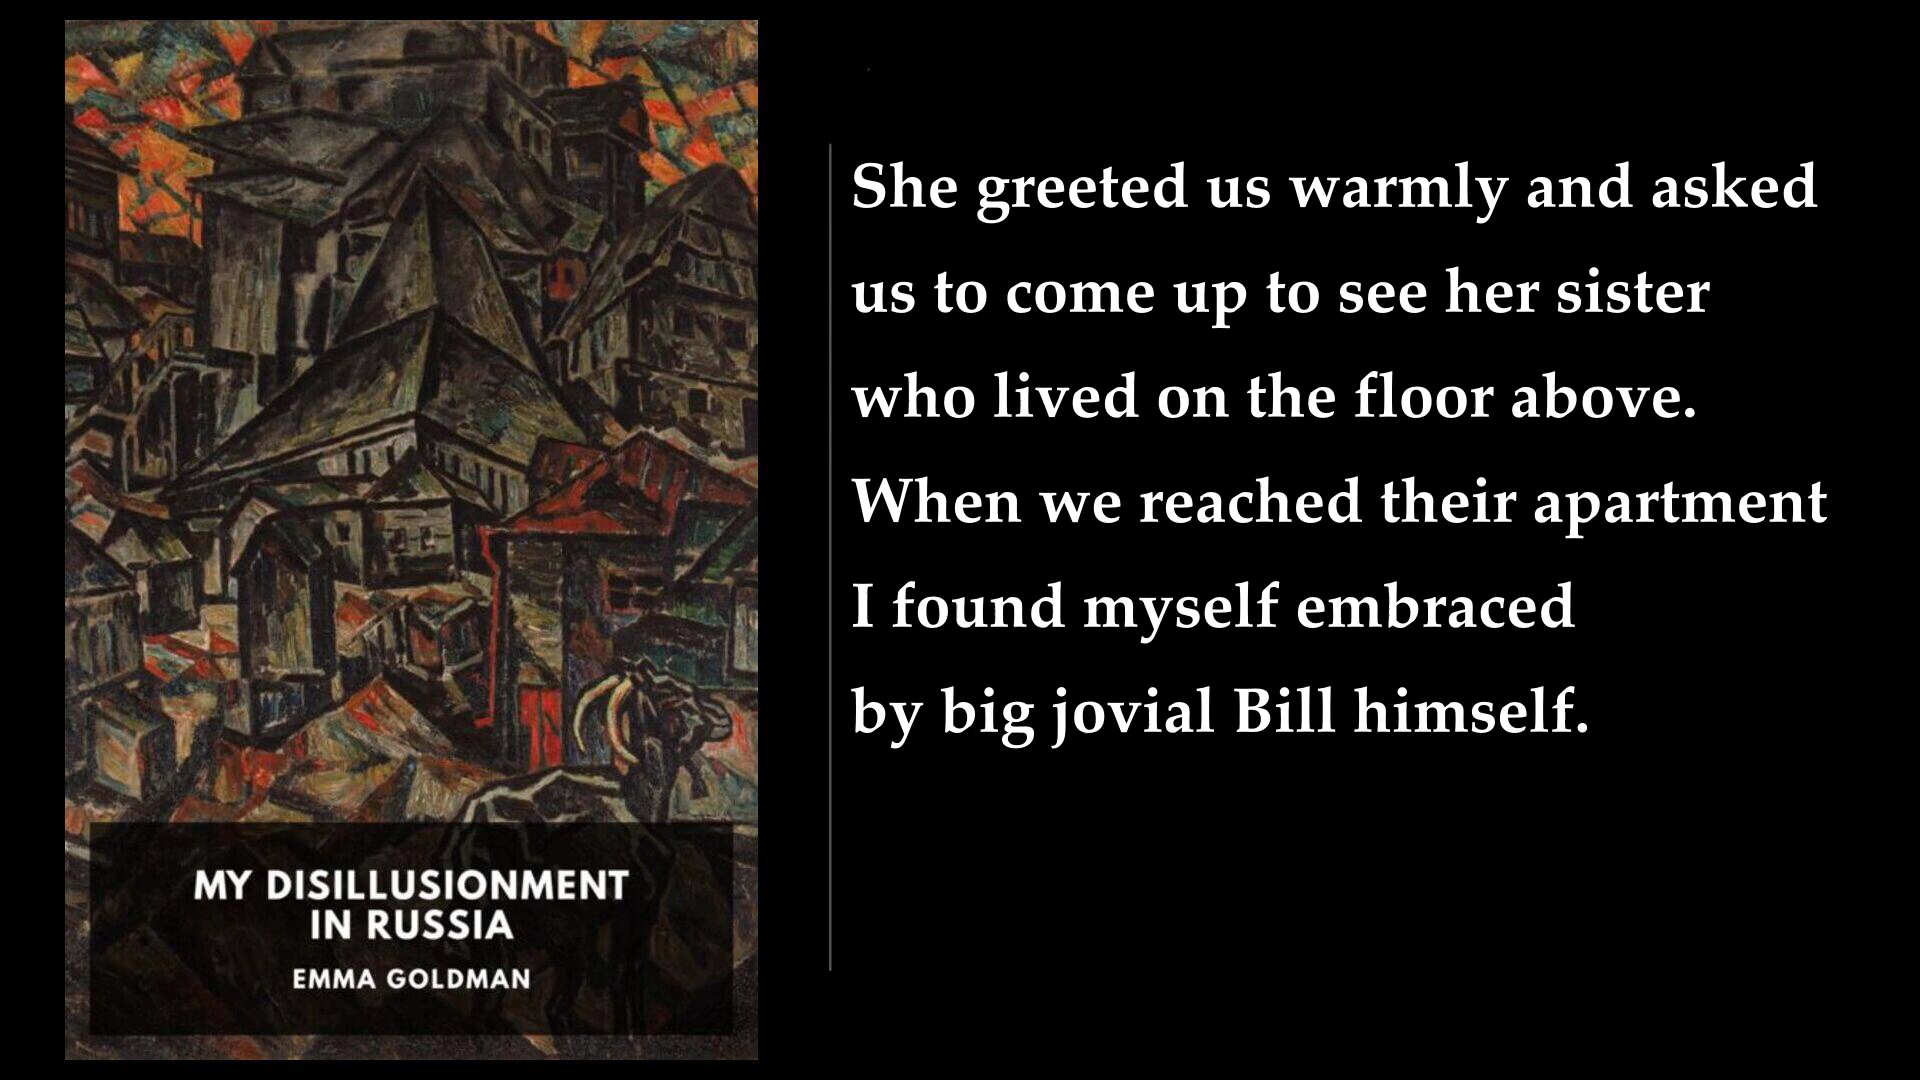 She greeted us warmly and asked
us to come up to see her sister
who lived on the floor above.
When we reached their apartment
I found myself embraced
by big jovial Bill himself.
MY DISILLUSIONMENT
IN RUSSIA
EMMA GOLDMAN